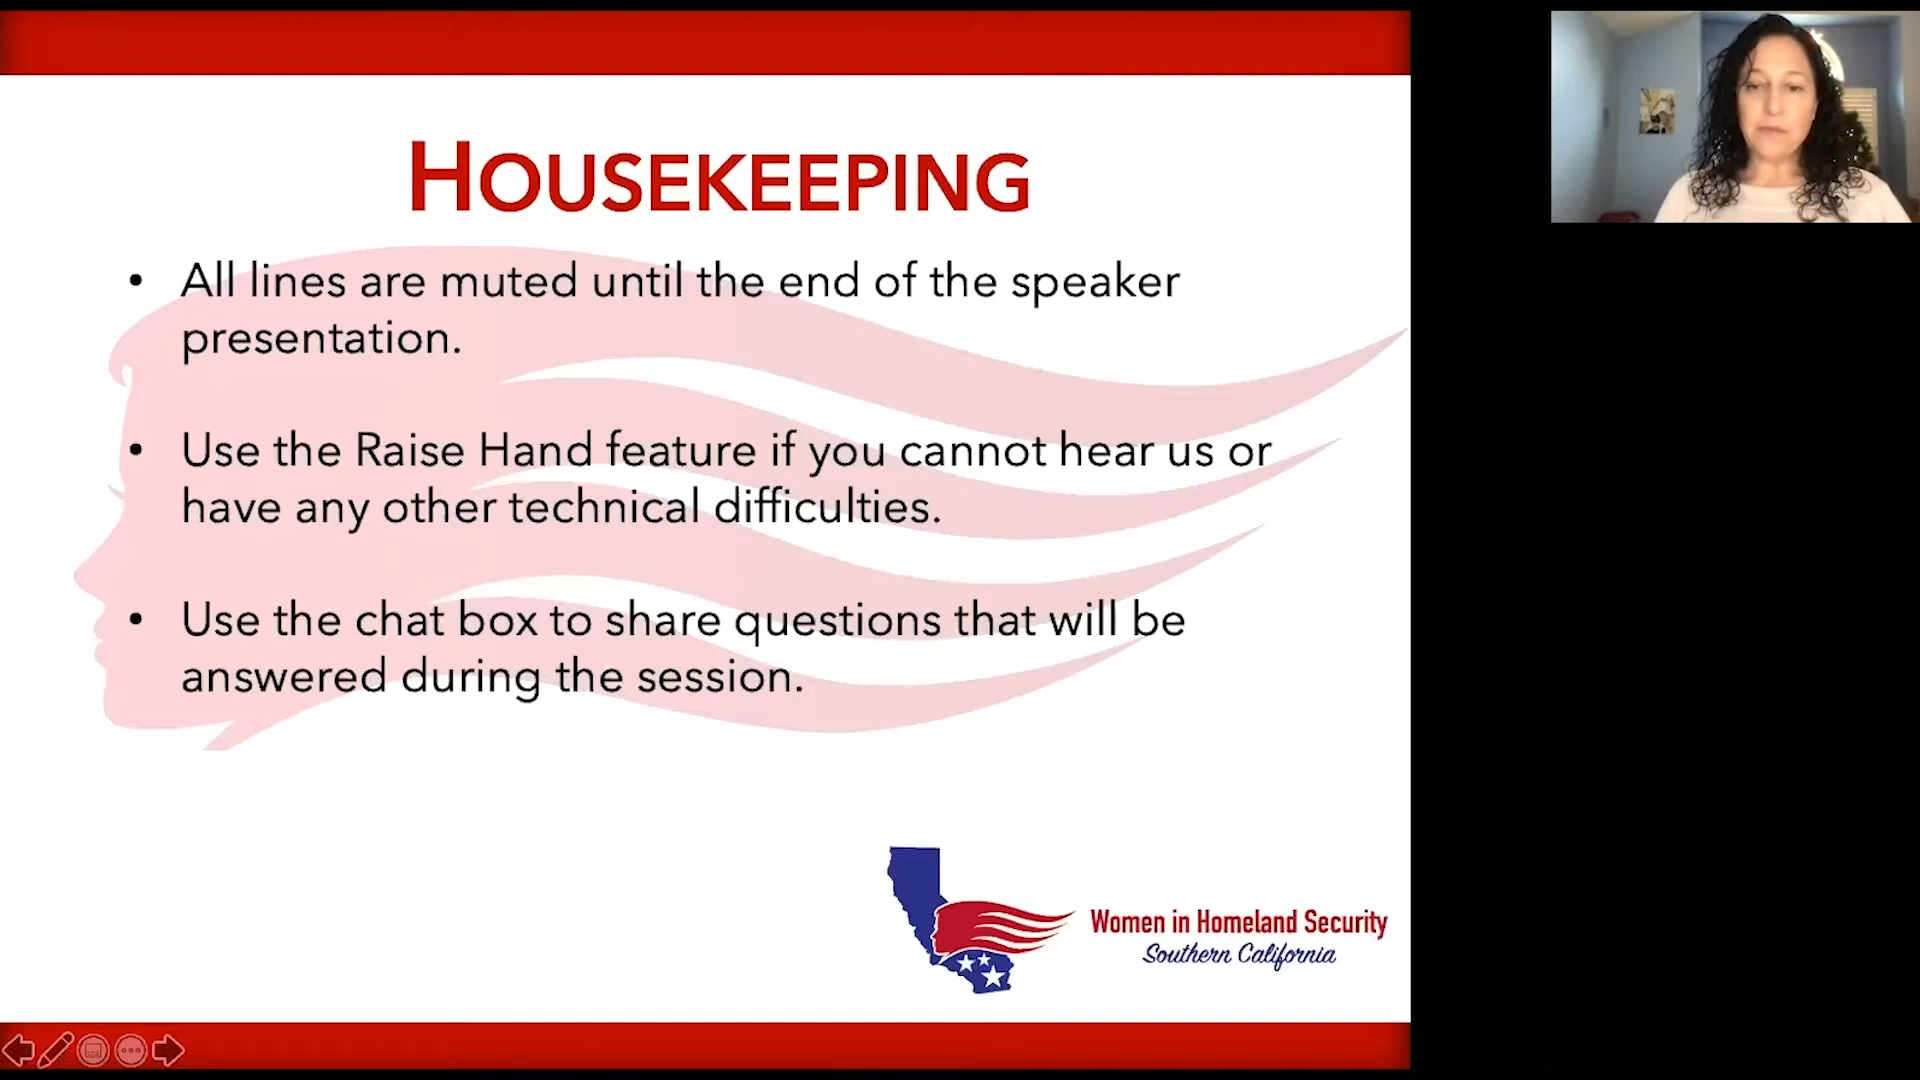 HOUSEKEEPING
• All lines are muted until the end of the speaker
presentation.
• Use the Raise Hand feature if you cannot hear us or
have any other technical difficulties.
• Use the chat box to share questions that will be
answered during the session.
Women in Homeland Security
Southern California